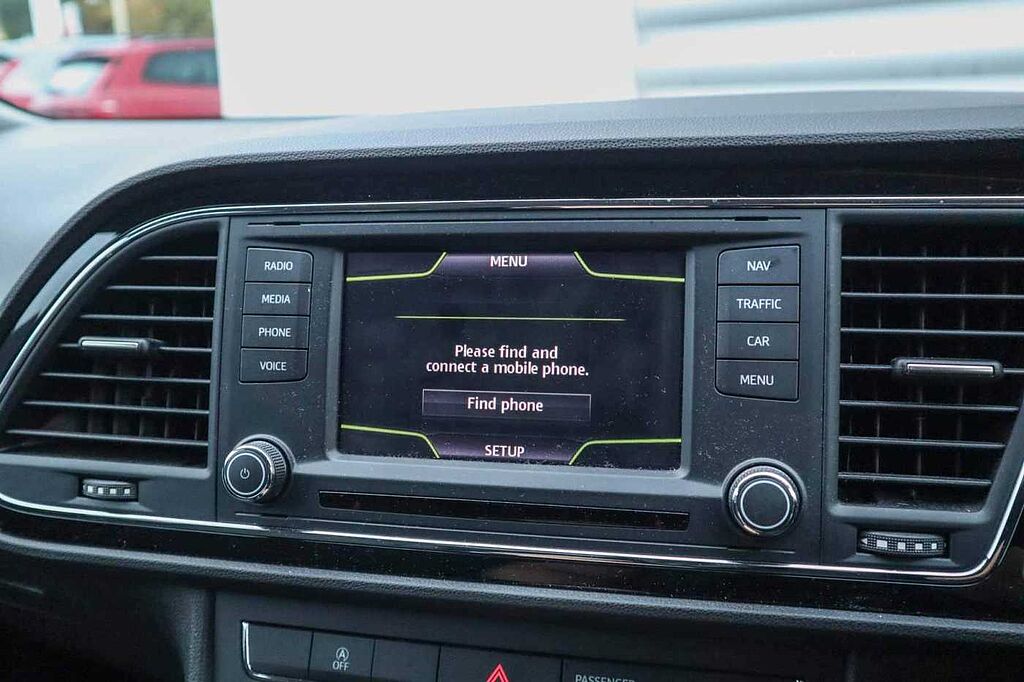 RADIO
MEDIA
PHONE
VOICE
MENU
Please find and
connect a mobile phone.
Find phone
SETUP
NAV
TRAFFIC
CAR
MENU
A
OFF
PASSENGER